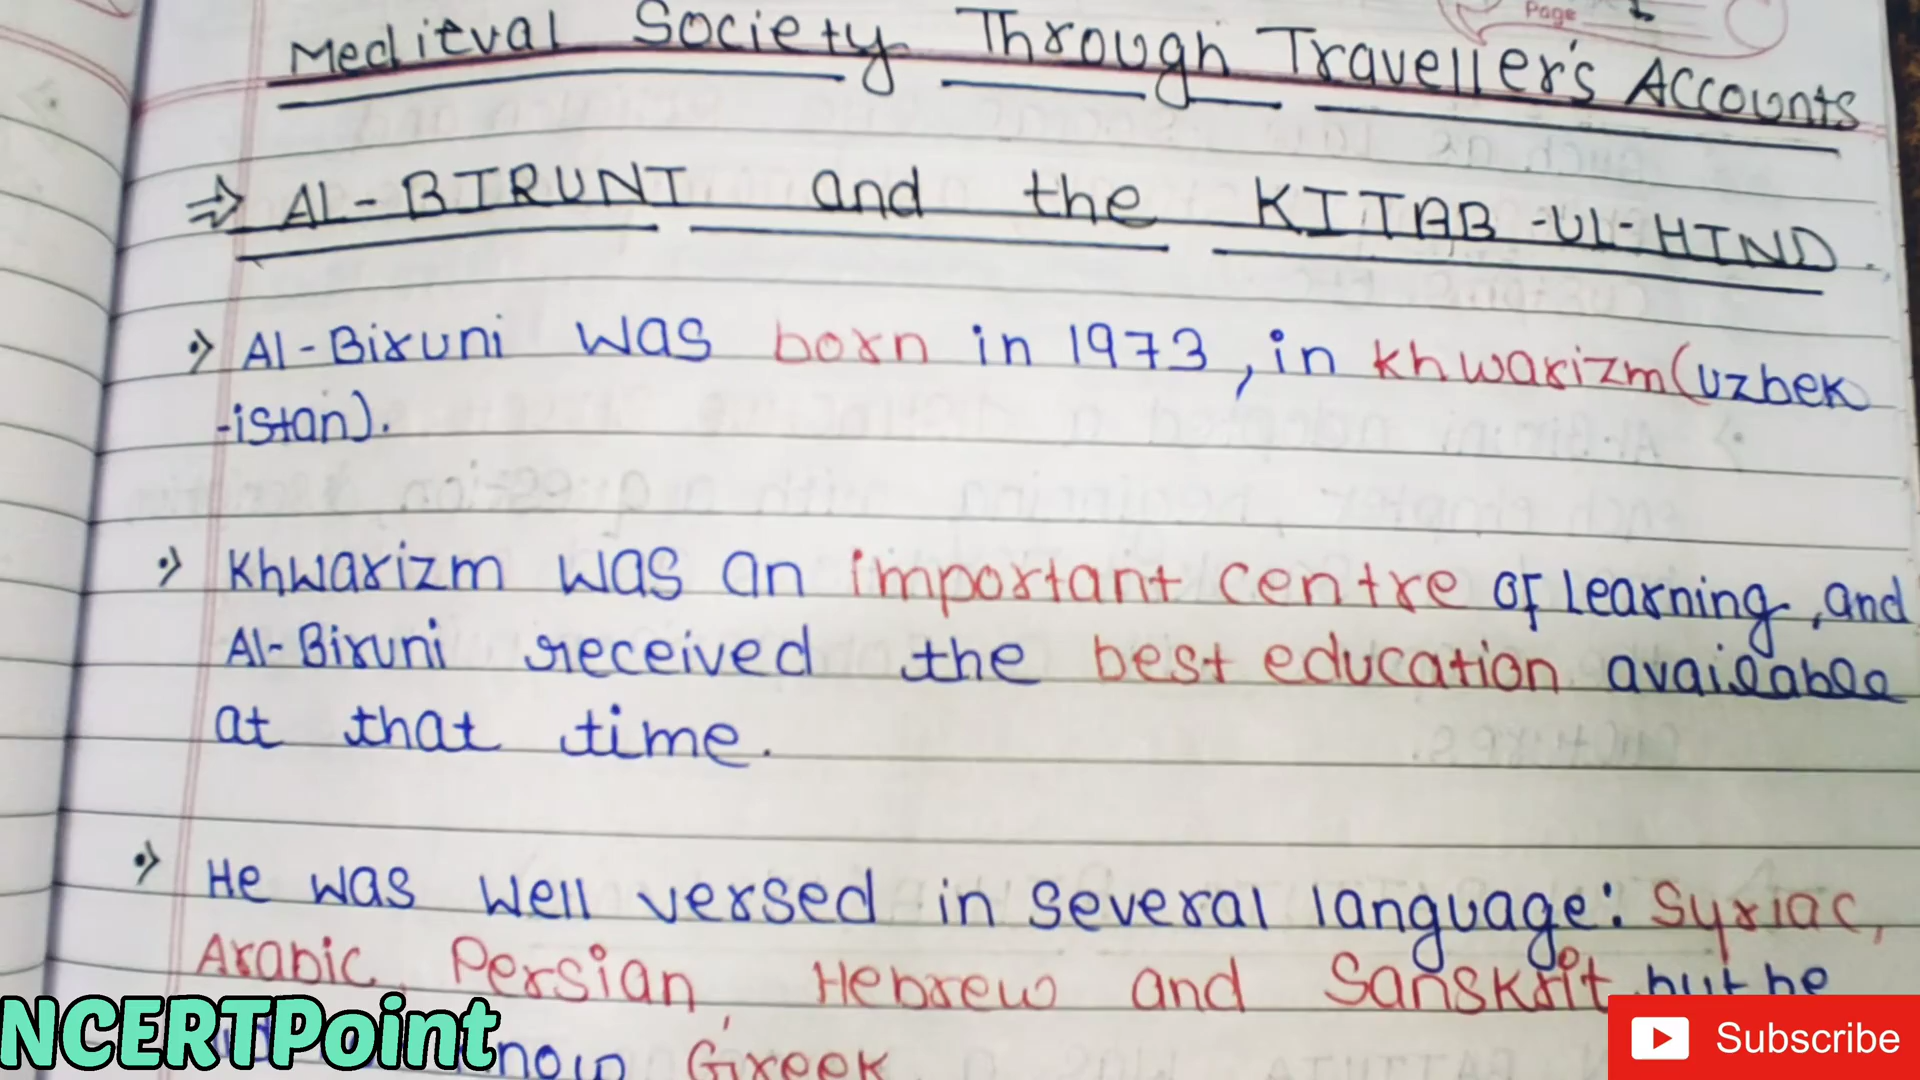 Page
Medieval Society Through Traveller's Accounts
⇒ AL-BIRUNI and the KITAB-UL-HIND.
Al-Biruni was born in 1973, in Khwarizm (Uzbek
-istan).
Khwarizm was an important centre of learning, and
Al-Biruni received the best education available
at that time.
He was well versed in several language: Syriac,
Arabic, Persian, Hebrew and Sanskrit but he
Greek
NCERTPoint
Subscribe